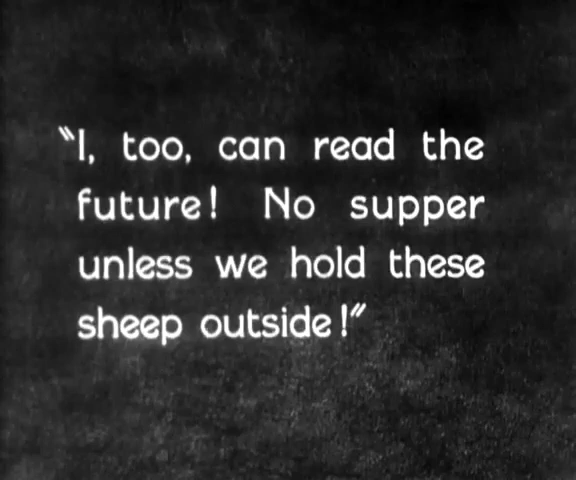 "I, too, can read the
future! No supper
unless we hold these
sheep outside!"